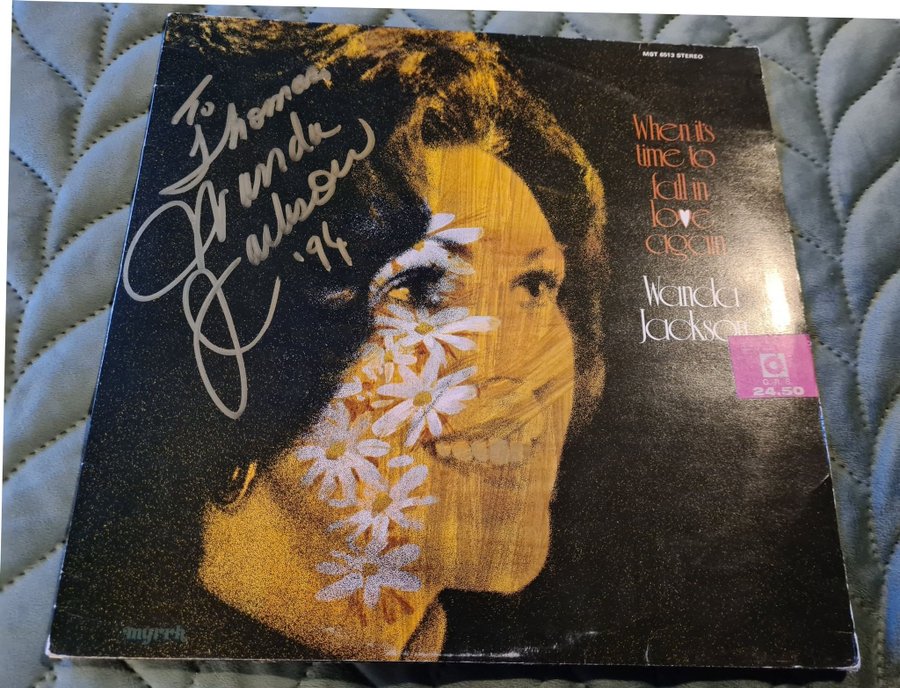 MST 6513 STEREO
To
Thomas,
Wanda
Jackson
'94
When it's
time to
fall in
love
again
Wanda
Jackson
G.R.S
24.50
myrrh